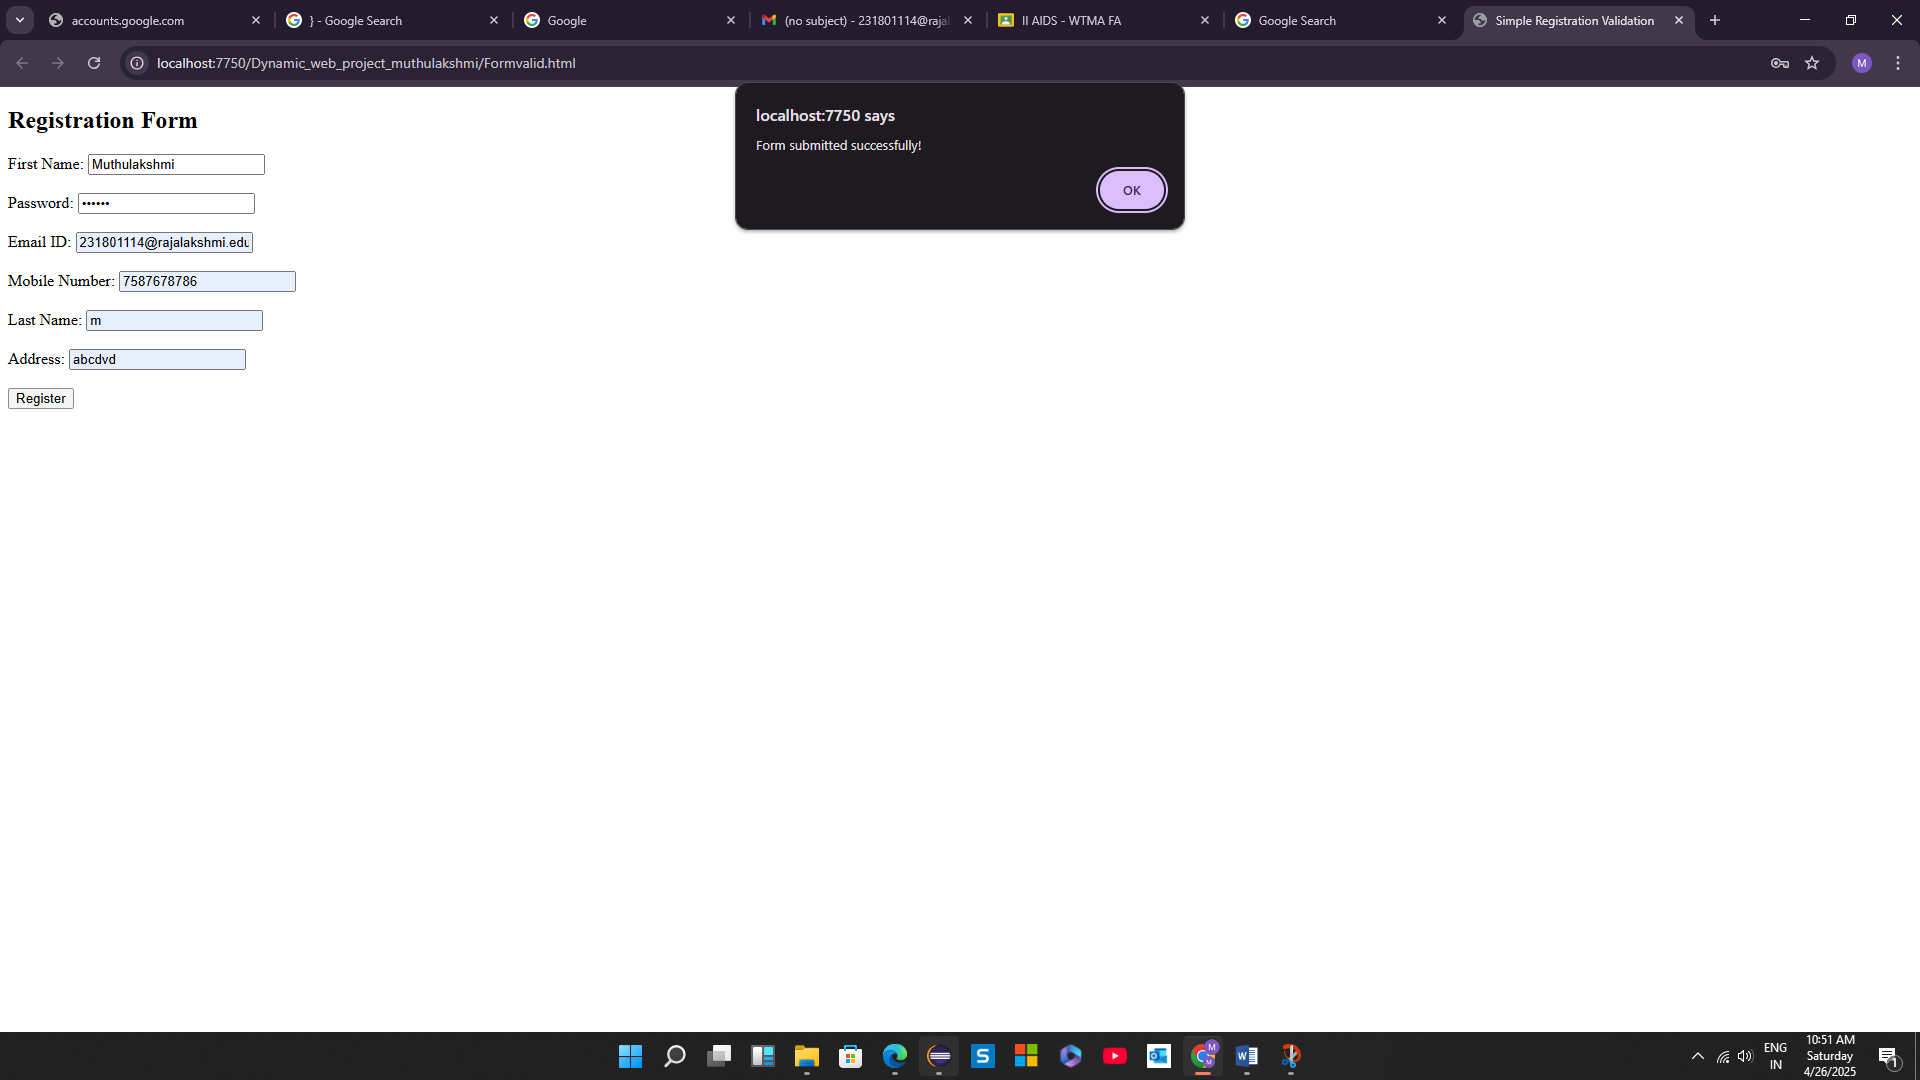 accounts.google.com
} - Google Search
Google
(no subject) - 231801114@raja
II AIDS - WTMA FA
Google Search
Simple Registration Validation
localhost:7750/Dynamic_web_project_muthulakshmi/Formvalid.html
M
localhost:7750 says
Form submitted successfully!
OK
Registration Form
First Name: Muthulakshmi
Password: ••••••
Email ID: 231801114@rajalakshmi.edu
Mobile Number: 7587678786
Last Name: m
Address: abcdvd
Register
ENG
IN
10:51 AM
Saturday
4/26/2025
1